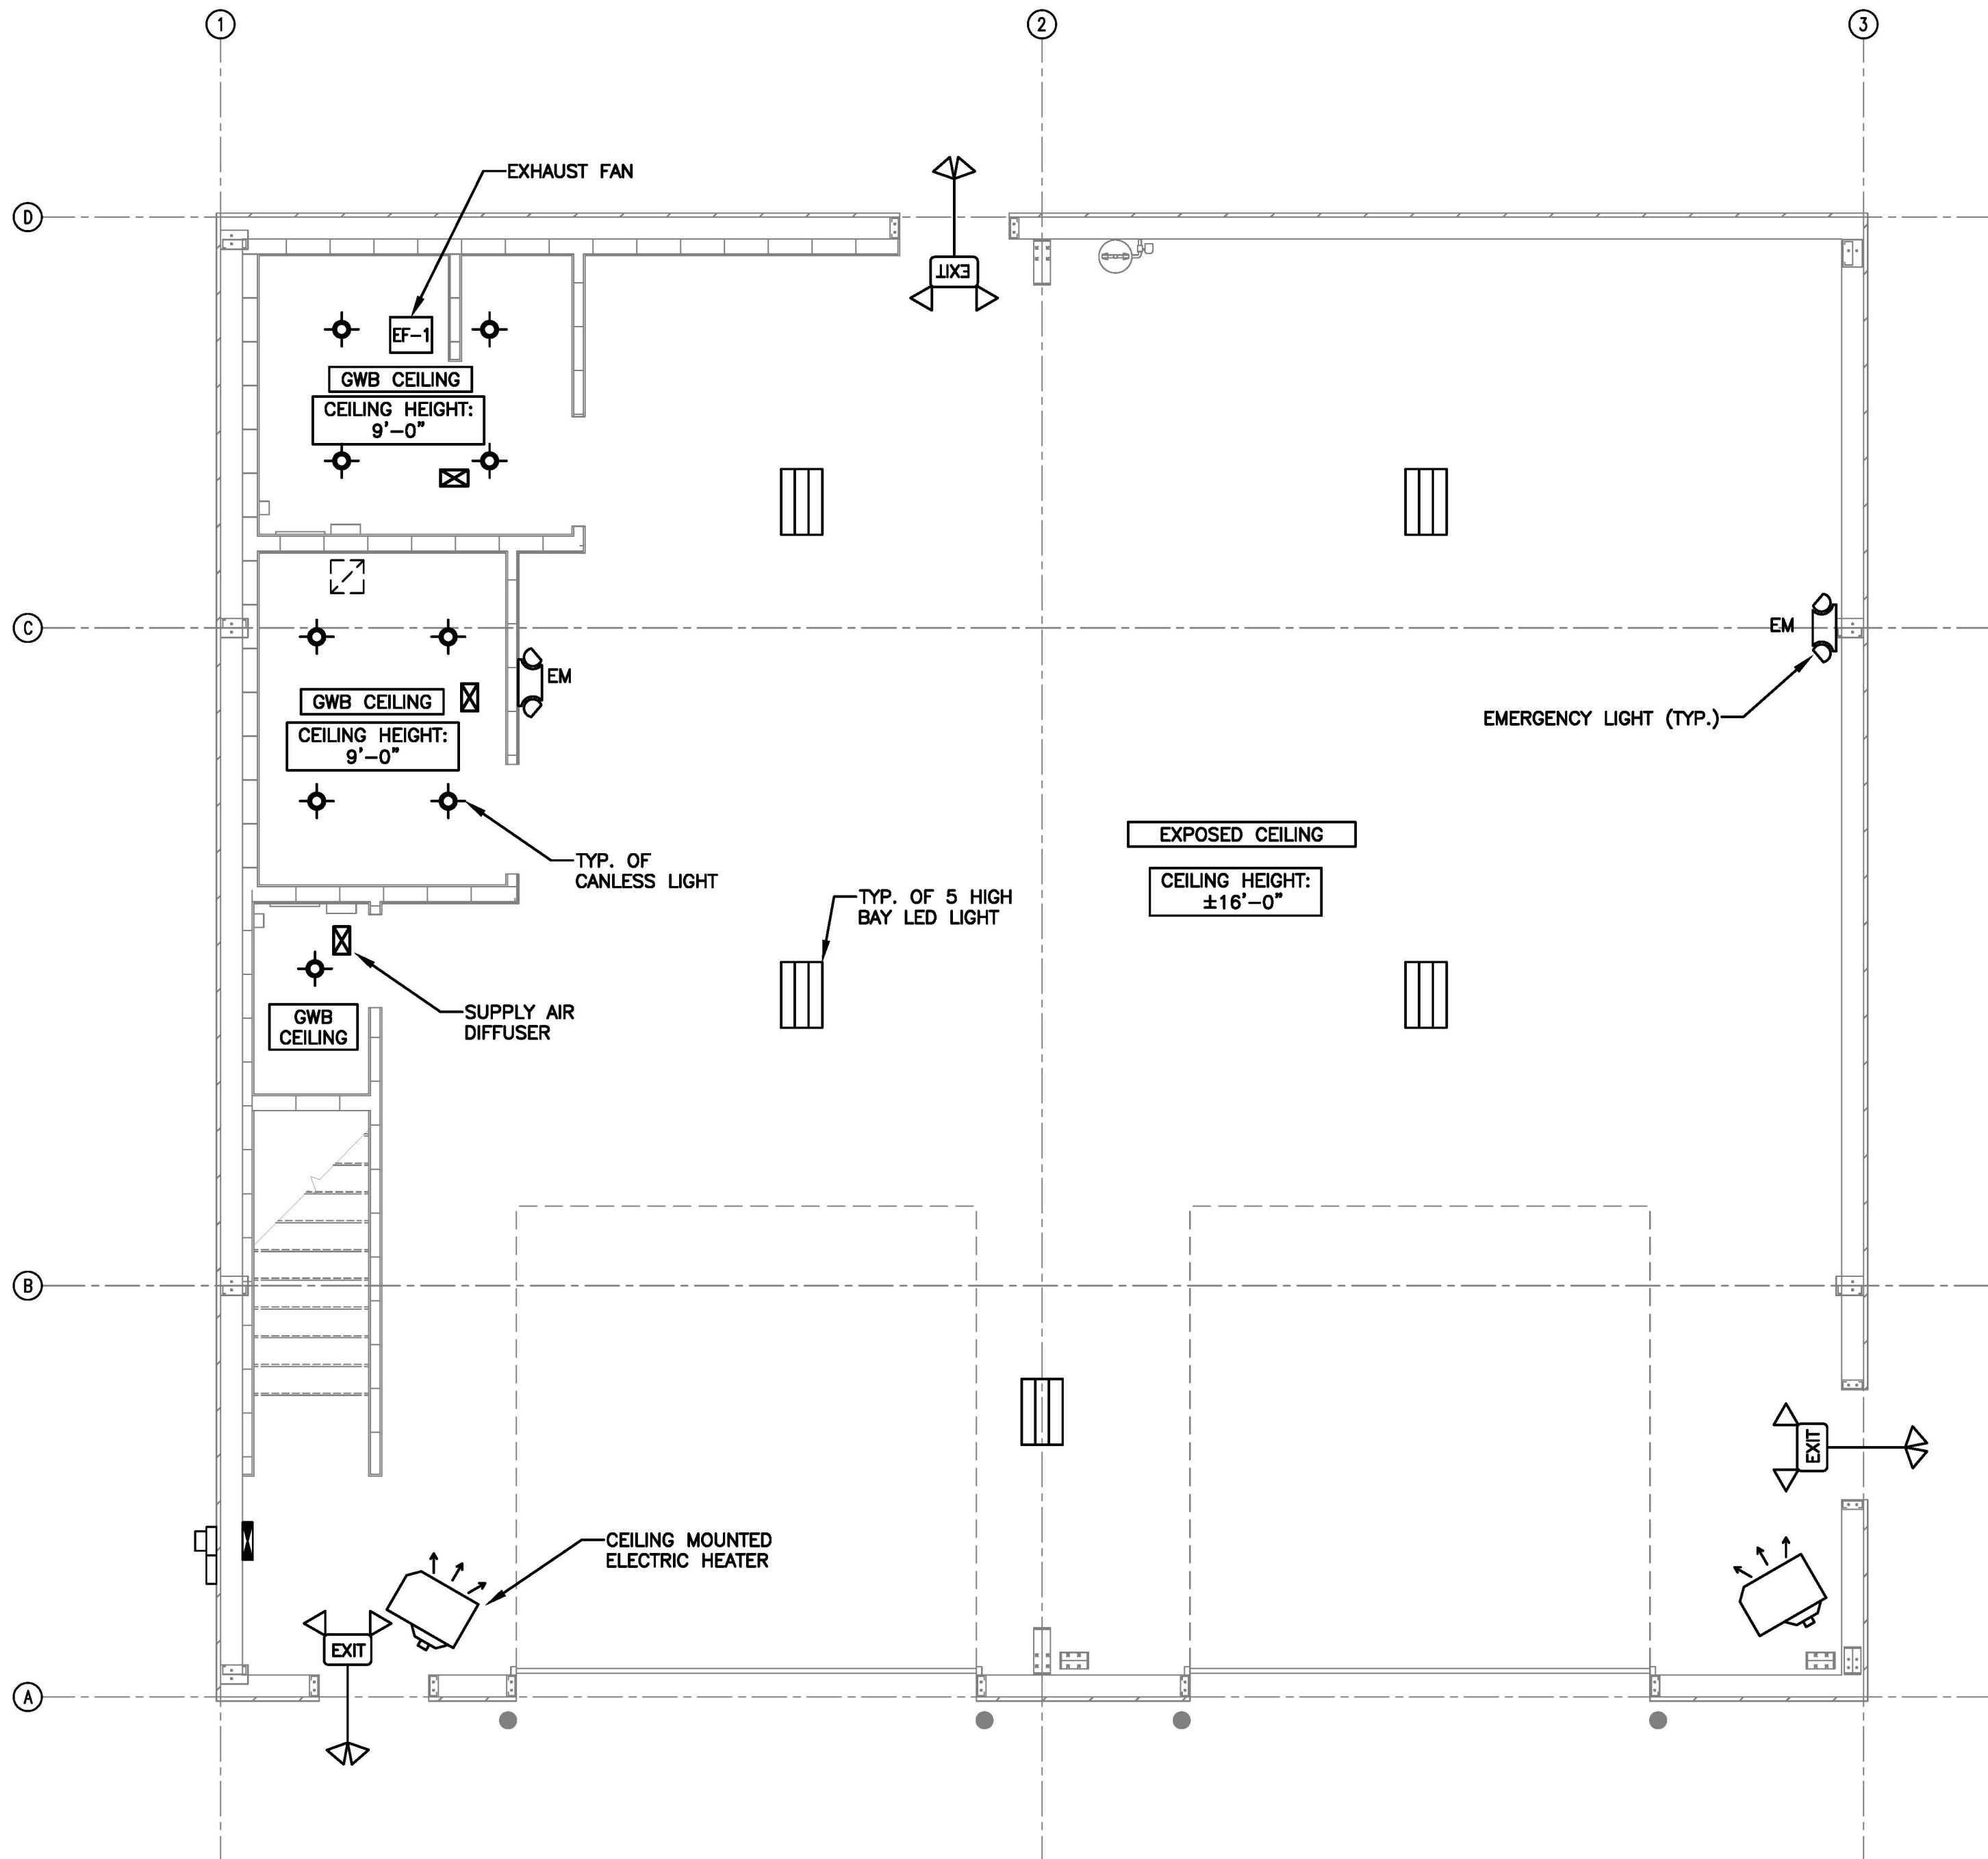 1
2
3
EXHAUST FAN
D
EXIT
EF-1
GWB CEILING
CEILING HEIGHT:
9'-0"
C
EM
EM
GWB CEILING
EMERGENCY LIGHT (TYP.)
CEILING HEIGHT:
9'-0"
EXPOSED CEILING
TYP. OF
CANLESS LIGHT
CEILING HEIGHT:
±16'-0"
TYP. OF 5 HIGH
BAY LED LIGHT
SUPPLY AIR
DIFFUSER
GWB
CEILING
B
EXIT
CEILING MOUNTED
ELECTRIC HEATER
EXIT
A